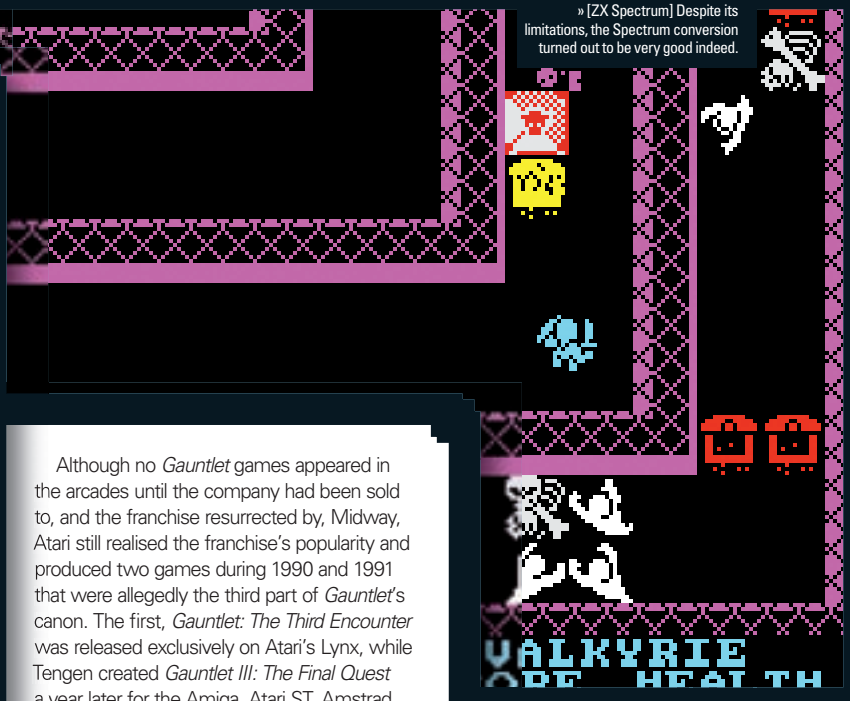 » [ZX Spectrum] Despite its
limitations, the Spectrum conversion
turned out to be very good indeed.
Although no Gauntlet games appeared in
the arcades until the company had been sold
to, and the franchise resurrected by, Midway,
Atari still realised the franchise’s popularity and
produced two games during 1990 and 1991
that were allegedly the third part of Gauntlet’s
canon. The first, Gauntlet: The Third Encounter
was released exclusively on Atari’s Lynx, while
Tengen created Gauntlet III: The Final Quest
a year later for the Amiga, Atari ST, Amstrad
VALKYRIE
HEALTH